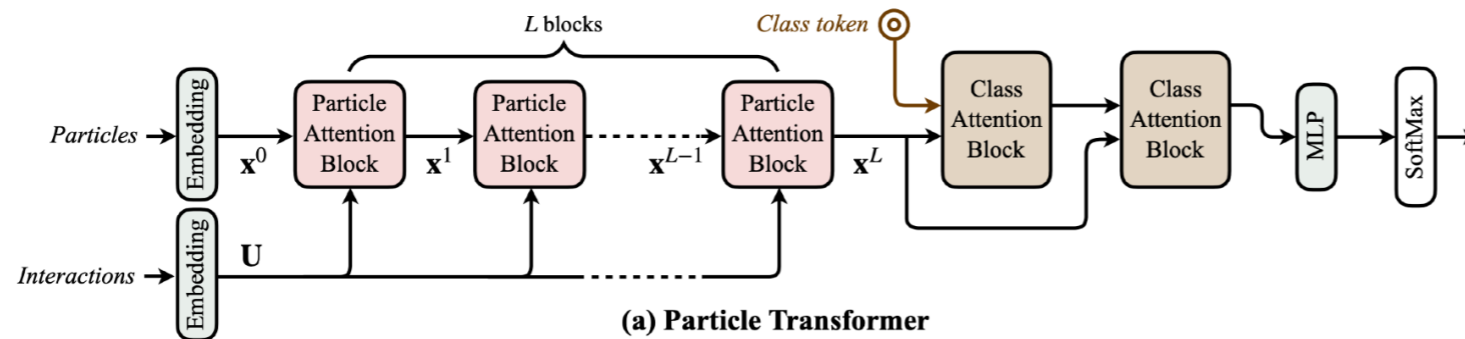 L blocks
Class token
Particles
Embedding
x⁰
Particle
Attention
Block
x¹
Particle
Attention
Block
xᴸ⁻¹
Particle
Attention
Block
xᴸ
Class
Attention
Block
Class
Attention
Block
MLP
SoftMax
Interactions
Embedding
U
(a) Particle Transformer